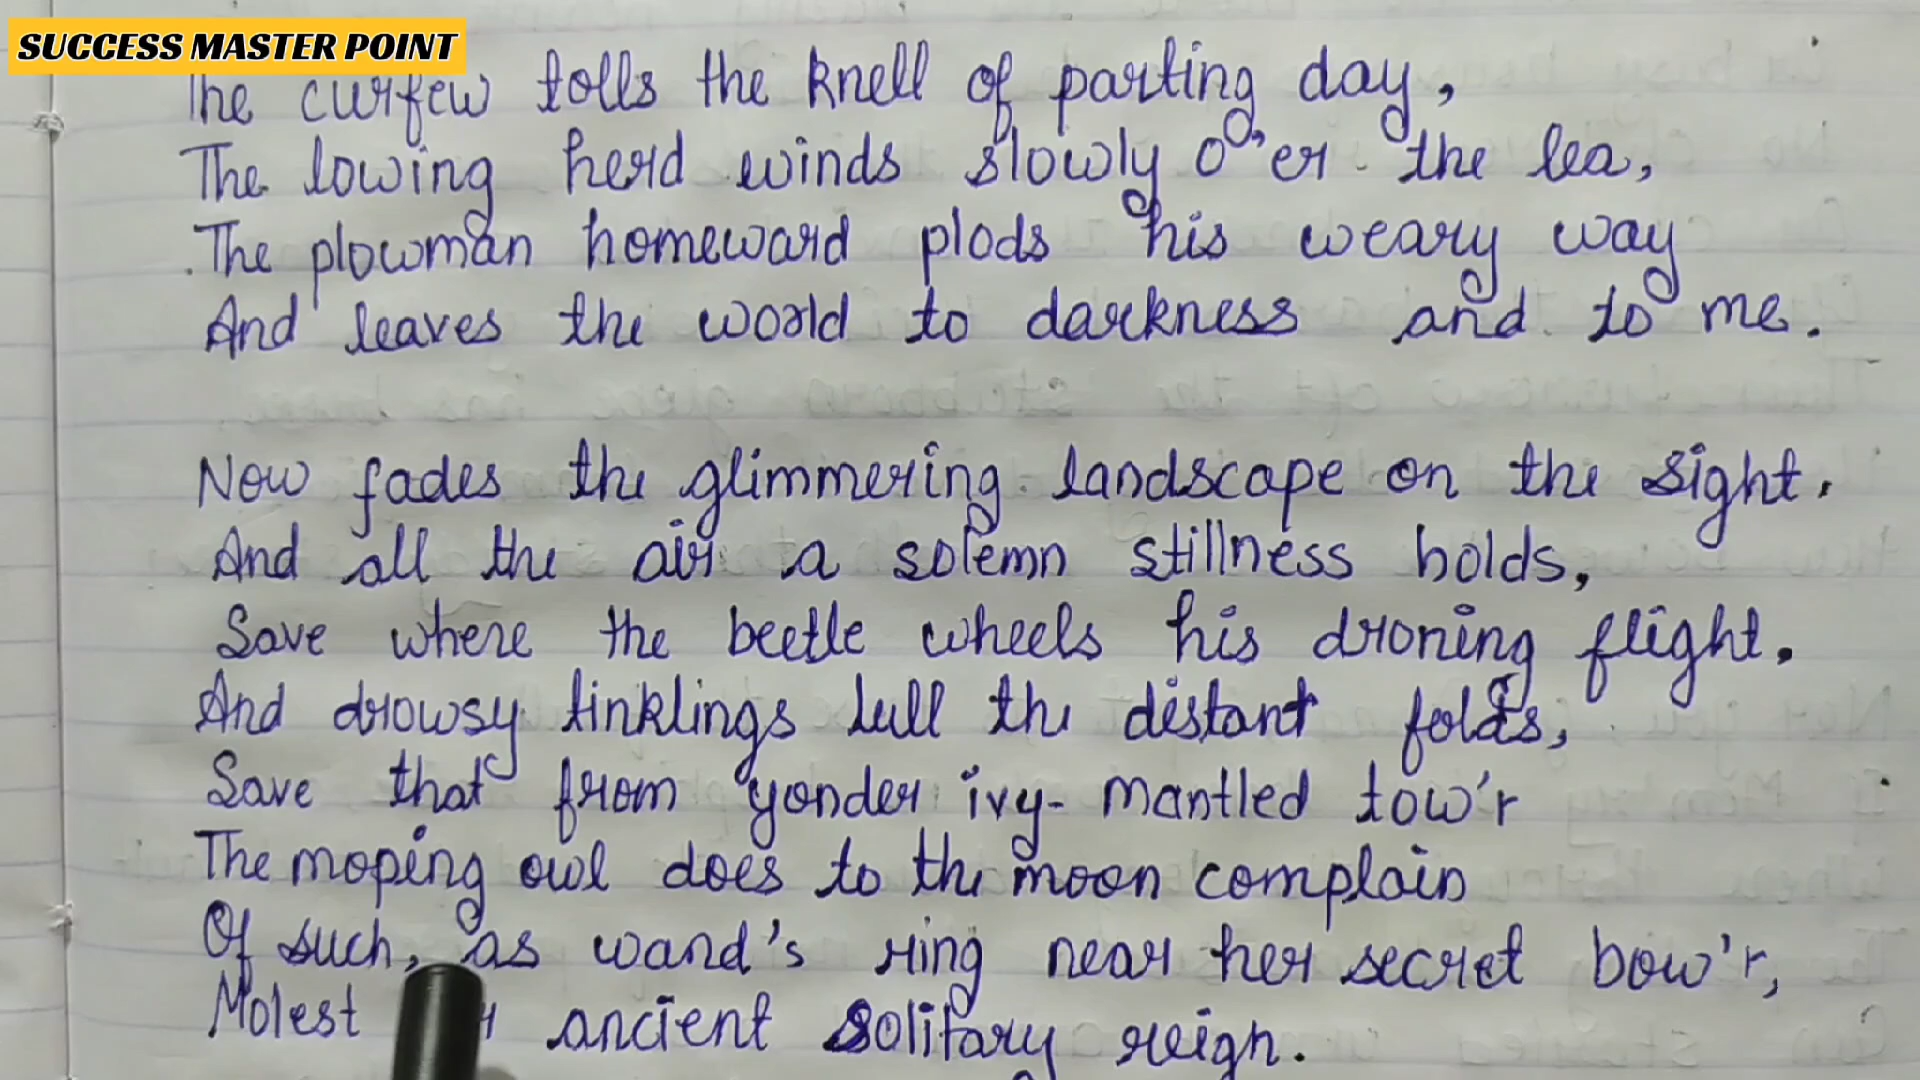 SUCCESS MASTER POINT
The curfew tolls the knell of parting day,
The lowing herd winds slowly o'er the lea,
The plowman homeward plods his weary way
And leaves the world to darkness and to me.
Now fades the glimmering landscape on the sight.
And all the air a solemn stillness holds,
Save where the beetle wheels his droning flight.
And drowsy tinklings lull the distant folds,
Save that from yonder ivy-mantled tow'r
The moping owl does to the moon complain
Of such, as wand's ring near her secret bow'r,
Molest ancient solitary reign.